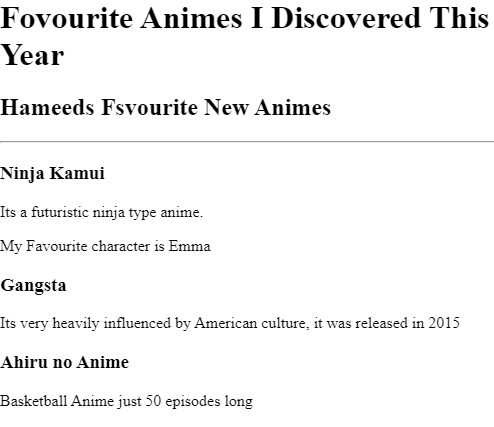 Fovourite Animes I Discovered This
Year
Hameeds Fsvourite New Animes
Ninja Kamui
Its a futuristic ninja type anime.
My Favourite character is Emma
Gangsta
Its very heavily influenced by American culture, it was released in 2015
Ahiru no Anime
Basketball Anime just 50 episodes long